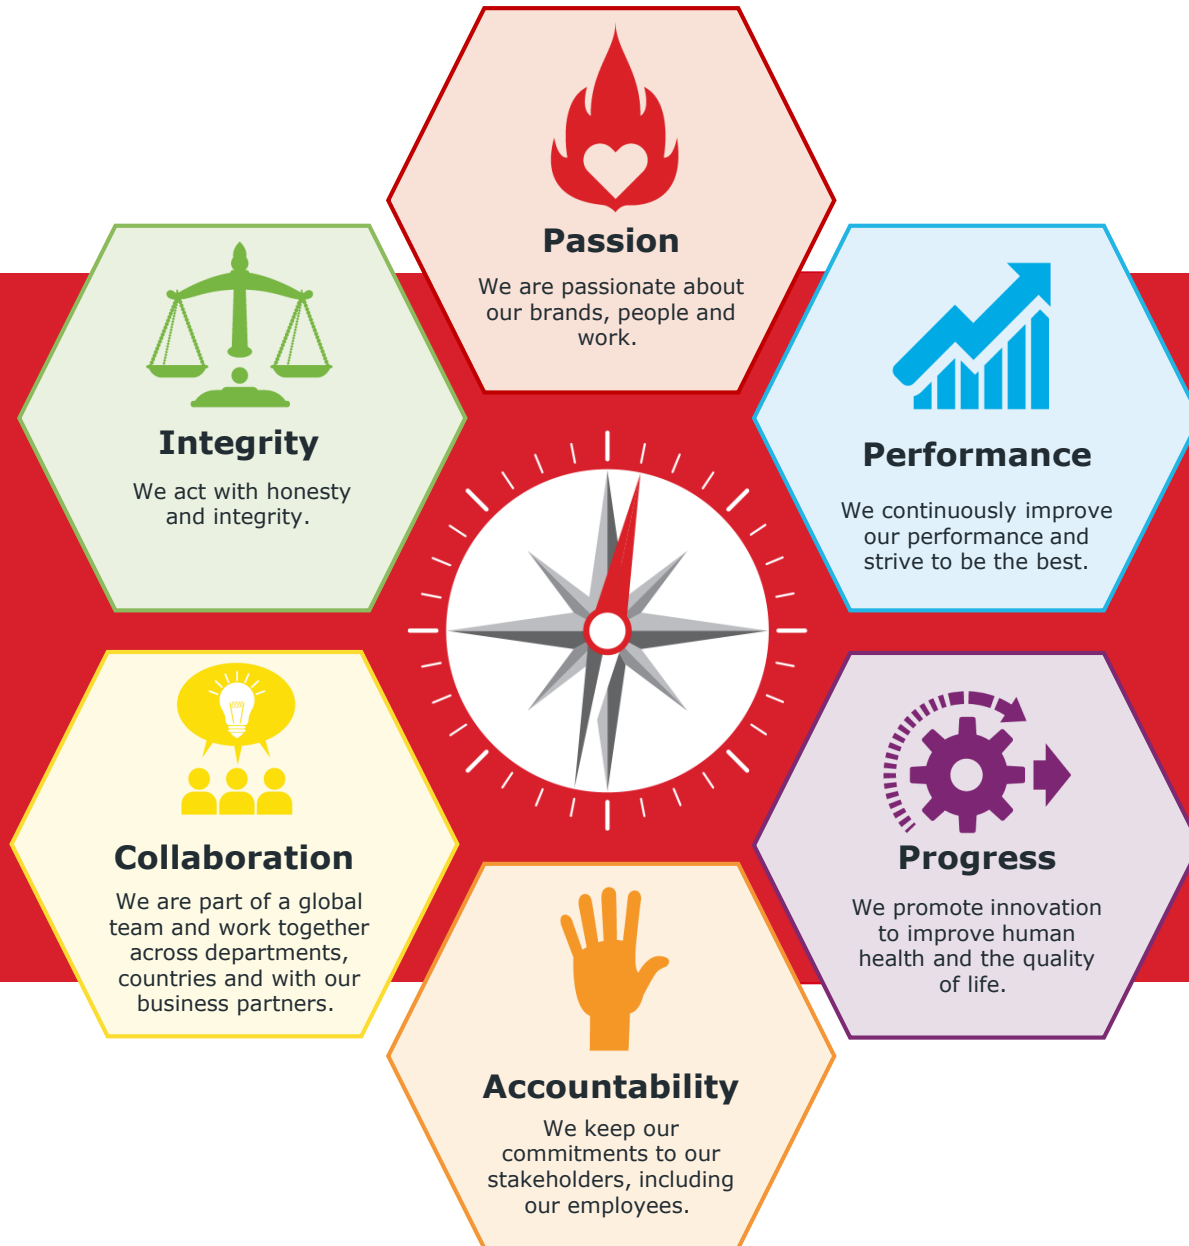 Passion
We are passionate about
our brands, people and
work.
Integrity
We act with honesty
and integrity.
Performance
We continuously improve
our performance and
strive to be the best.
Collaboration
We are part of a global
team and work together
across departments,
countries and with our
business partners.
Progress
We promote innovation
to improve human
health and the quality
of life.
Accountability
We keep our
commitments to our
stakeholders, including
our employees.